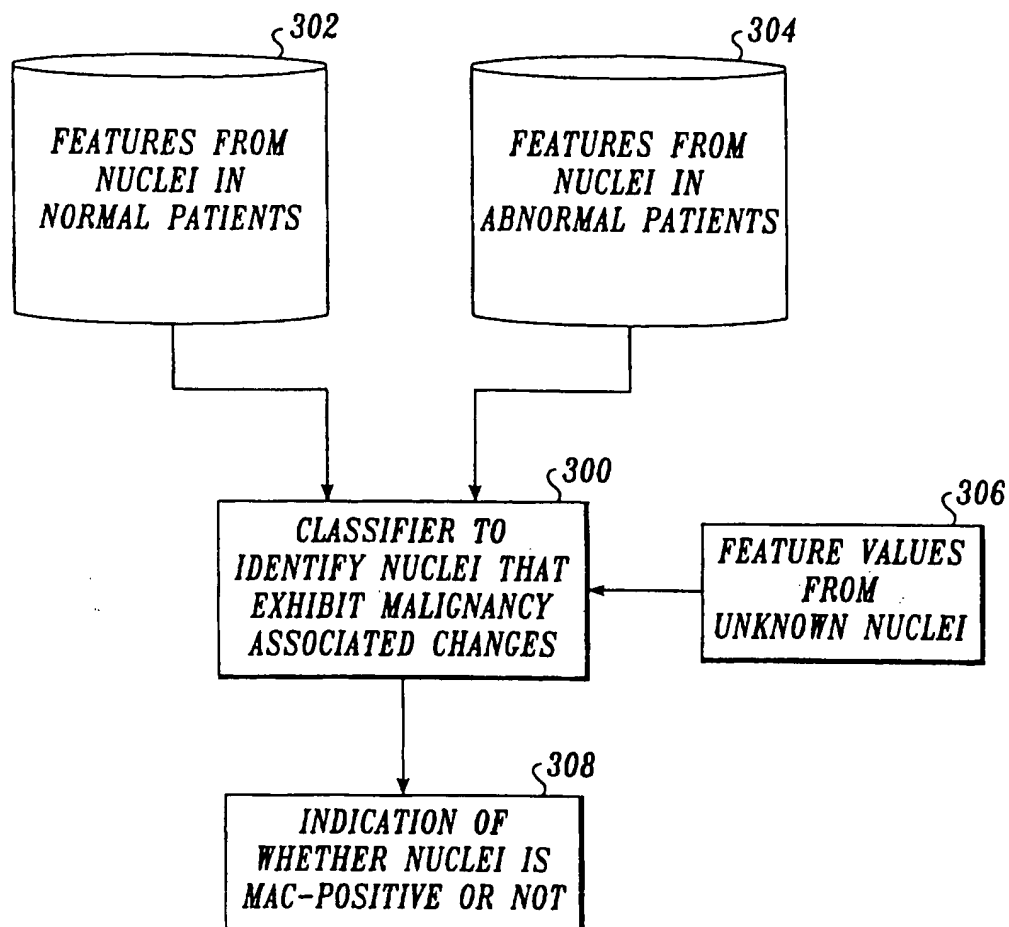 302
FEATURES FROM
NUCLEI IN
NORMAL PATIENTS
304
FEATURES FROM
NUCLEI IN
ABNORMAL PATIENTS
300
CLASSIFIER TO
IDENTIFY NUCLEI THAT
EXHIBIT MALIGNANCY
ASSOCIATED CHANGES
306
FEATURE VALUES
FROM
UNKNOWN NUCLEI
308
INDICATION OF
WHETHER NUCLEI IS
MAC-POSITIVE OR NOT